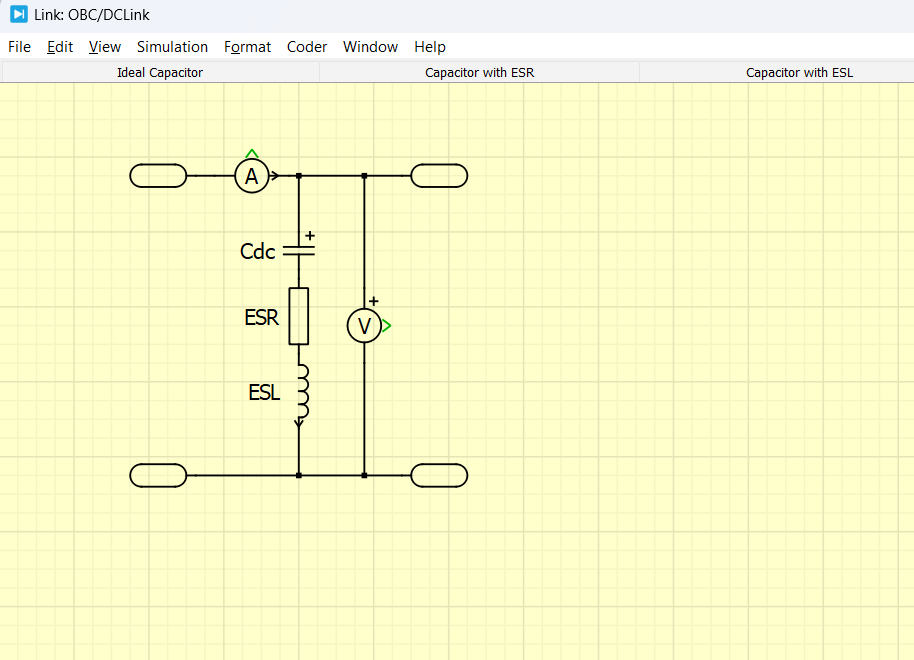 Link: OBC/DCLink
File Edit View Simulation Format Coder Window Help
Ideal Capacitor Capacitor with ESR Capacitor with ESL
A
+
Cdc
+
ESR
V
ESL